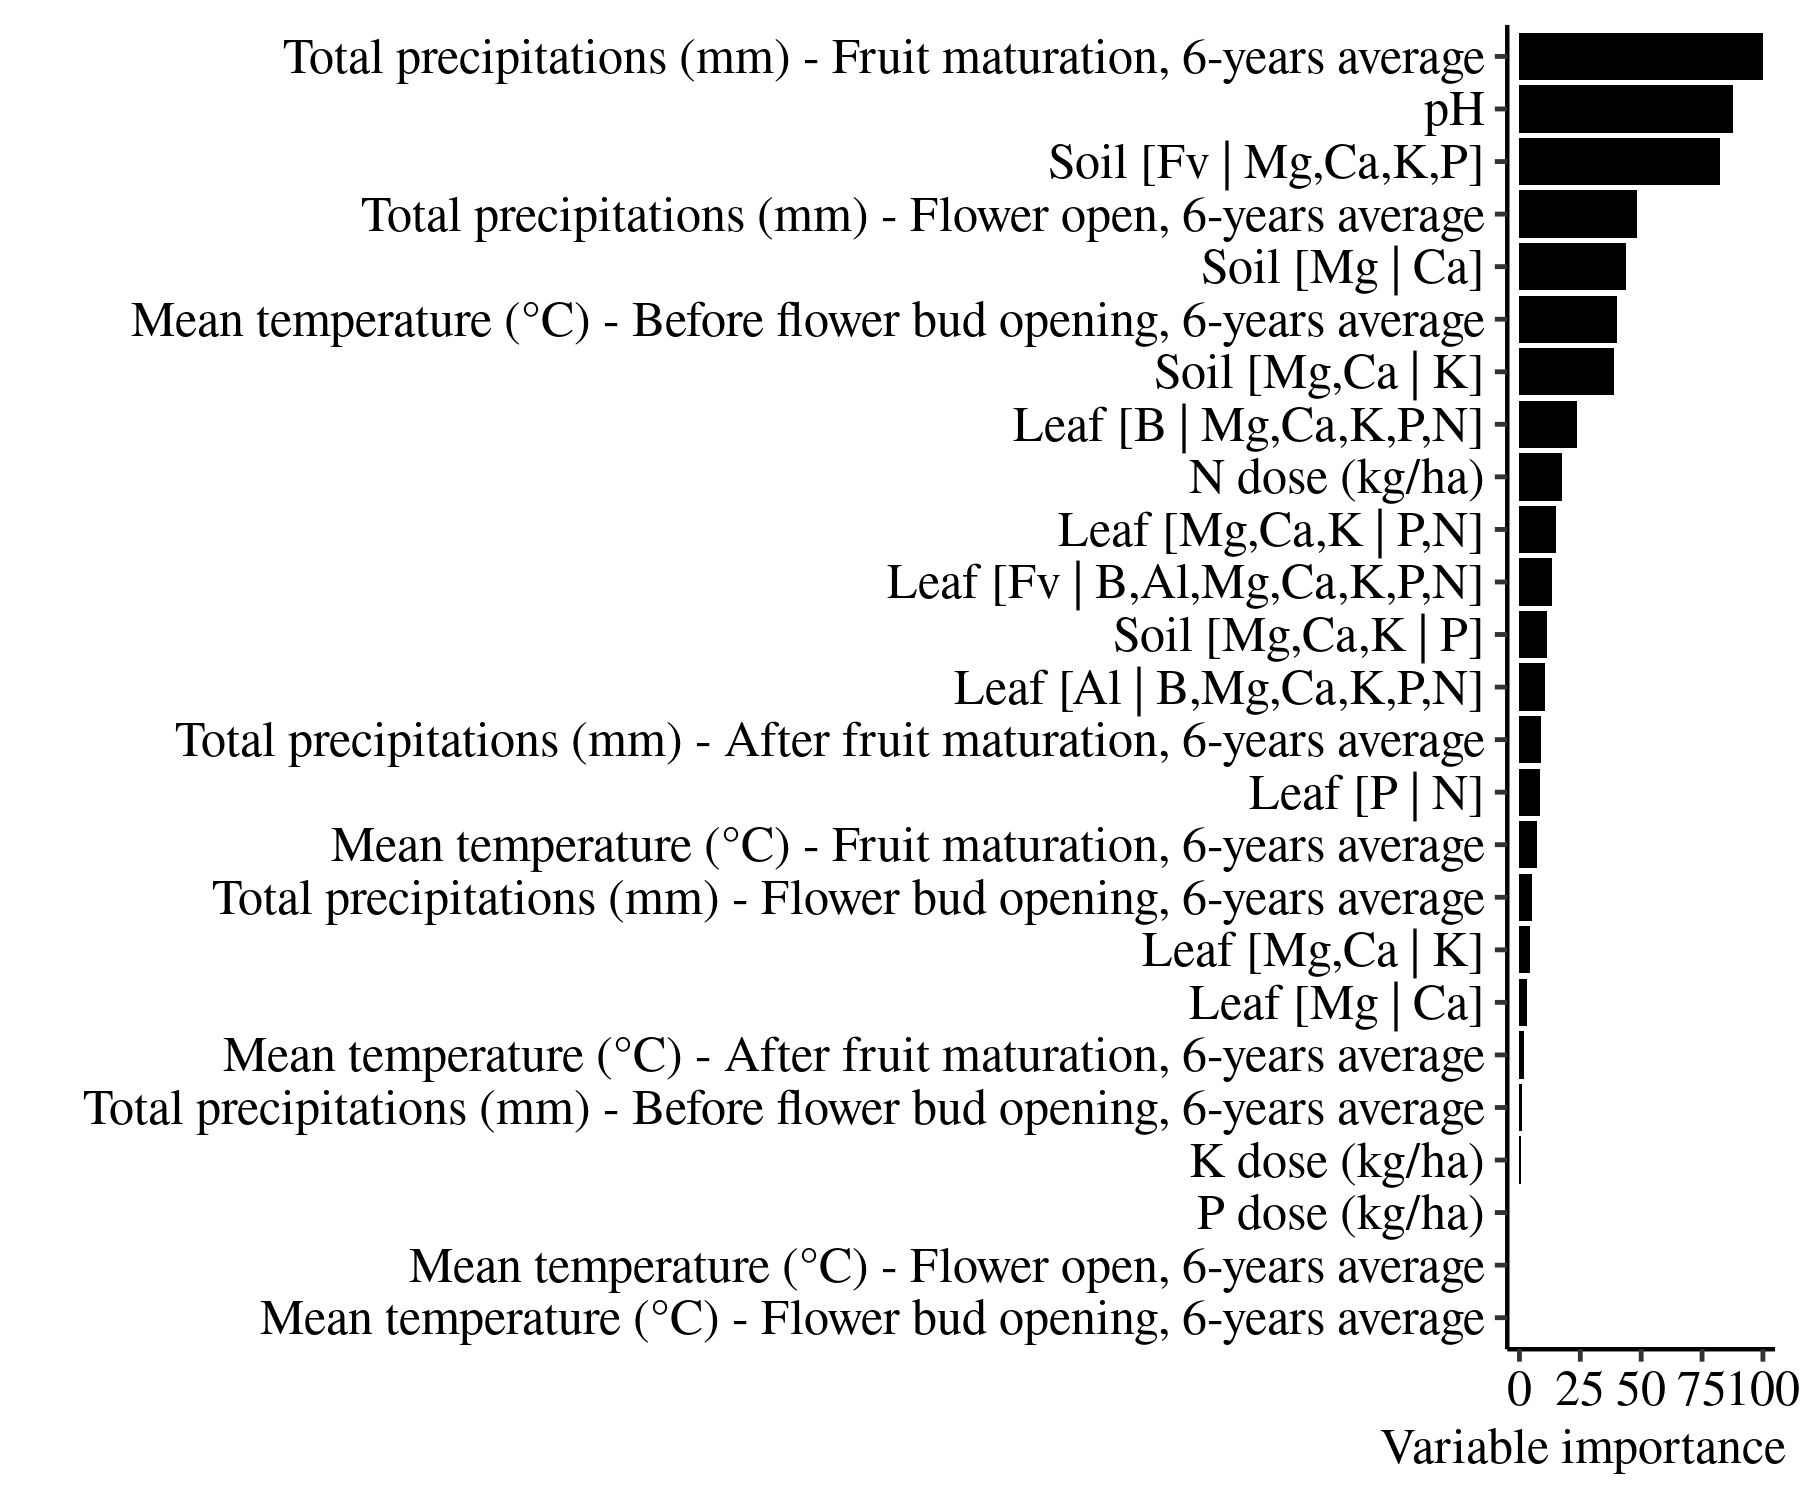 Total precipitations (mm) - Fruit maturation, 6-years average
pH
Soil [Fv | Mg,Ca,K,P]
Total precipitations (mm) - Flower open, 6-years average
Soil [Mg | Ca]
Mean temperature (°C) - Before flower bud opening, 6-years average
Soil [Mg,Ca | K]
Leaf [B | Mg,Ca,K,P,N]
N dose (kg/ha)
Leaf [Mg,Ca,K | P,N]
Leaf [Fv | B,Al,Mg,Ca,K,P,N]
Soil [Mg,Ca,K | P]
Leaf [Al | B,Mg,Ca,K,P,N]
Total precipitations (mm) - After fruit maturation, 6-years average
Leaf [P | N]
Mean temperature (°C) - Fruit maturation, 6-years average
Total precipitations (mm) - Flower bud opening, 6-years average
Leaf [Mg,Ca | K]
Leaf [Mg | Ca]
Mean temperature (°C) - After fruit maturation, 6-years average
Total precipitations (mm) - Before flower bud opening, 6-years average
K dose (kg/ha)
P dose (kg/ha)
Mean temperature (°C) - Flower open, 6-years average
Mean temperature (°C) - Flower bud opening, 6-years average
0 25 50 75 100
Variable importance